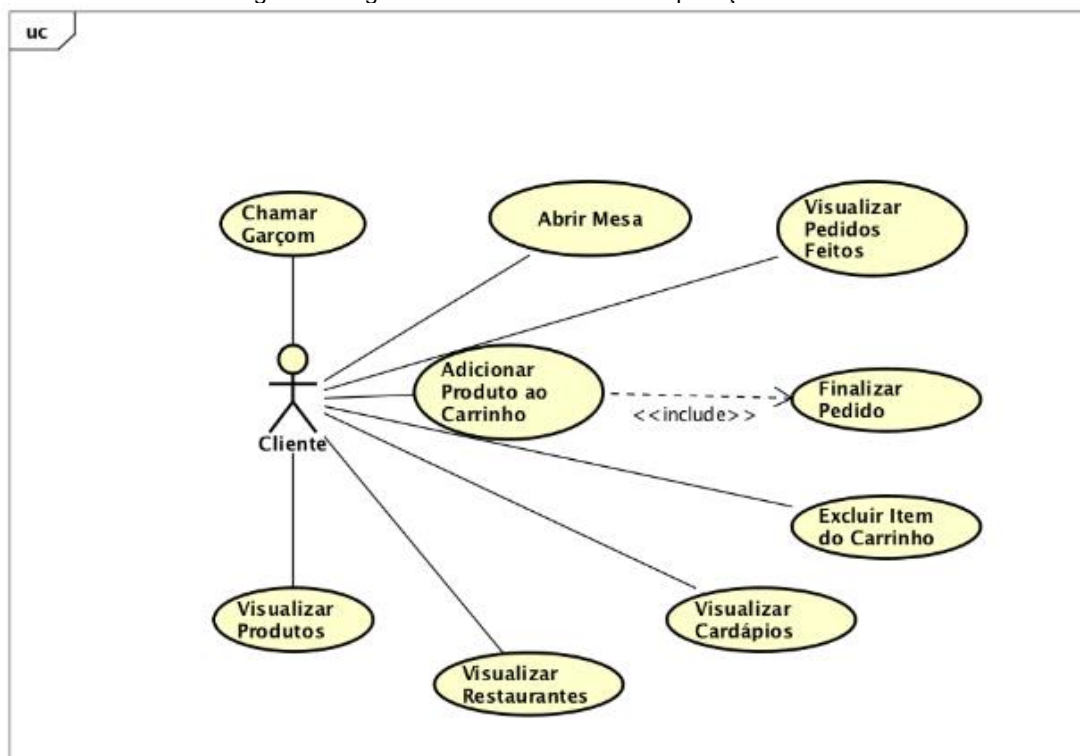 uc
Chamar
Garçom
Abrir Mesa
Visualizar
Pedidos
Feitos
Adicionar
Produto ao
Carrinho
<<include>>
Finalizar
Pedido
Cliente
Excluir Item
do Carrinho
Visualizar
Produtos
Visualizar
Cardápios
Visualizar
Restaurantes